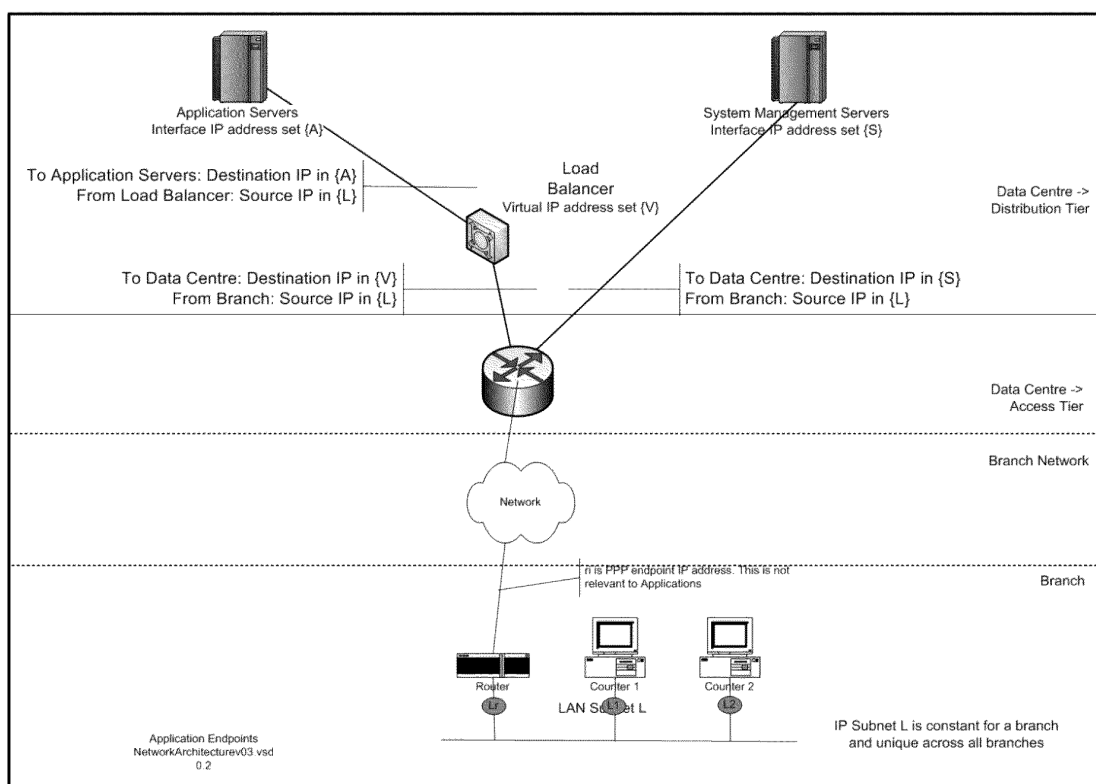 Application Servers
Interface IP address set {A}
System Management Servers
Interface IP address set {S}
To Application Servers: Destination IP in {A}
From Load Balancer: Source IP in {L}
Load
Balancer
Virtual IP address set {V}
Data Centre ->
Distribution Tier
To Data Centre: Destination IP in {V}
From Branch: Source IP in {L}
To Data Centre: Destination IP in {S}
From Branch: Source IP in {L}
Data Centre ->
Access Tier
Branch Network
Network
ri is PPP endpoint IP address. This is not
relevant to Applications
Branch
Router
Counter 1
Counter 2
Lr
LAN Subnet L
L1
L2
IP Subnet L is constant for a branch
and unique across all branches
Application Endpoints
NetworkArchitecturev03.vsd
0.2